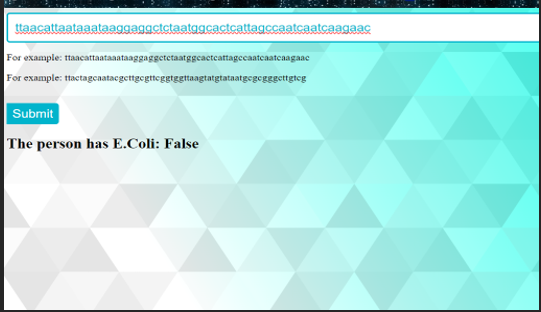 ttaacattaataaataaggaggctctaatggcactcattagccaatcaatcaagaac
For example: ttaacattaataaataaggaggctctaatggcactcattagccaatcaatcaagaac
For example: ttactagcaatacgcttgcgttcggtggttaagtatgtataatgcgcgggcttgtcg
Submit
The person has E.Coli: False